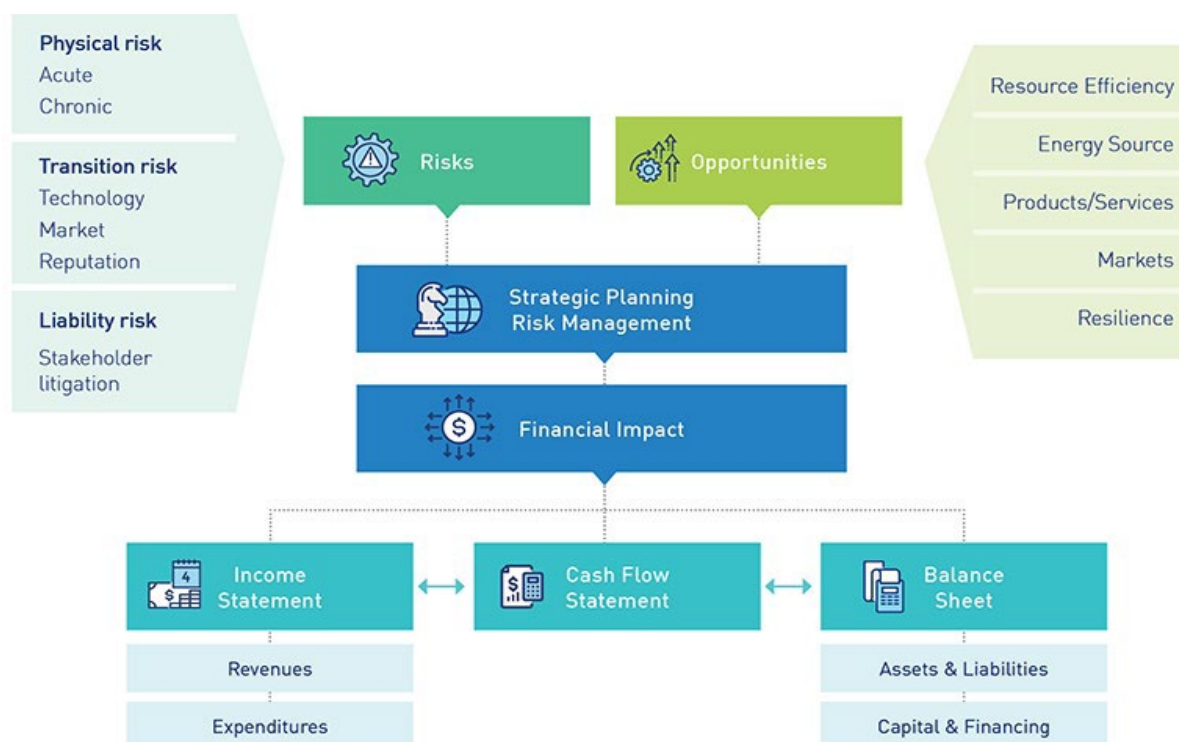 Physical risk
Acute
Chronic
Transition risk
Technology
Market
Reputation
Liability risk
Stakeholder
litigation
Risks
Opportunities
Resource Efficiency
Energy Source
Products/Services
Markets
Resilience
Strategic Planning
Risk Management
$
Financial Impact
4
$
Income
Statement
$
Cash Flow
Statement
Balance
Sheet
Revenues
Expenditures
Assets & Liabilities
Capital & Financing